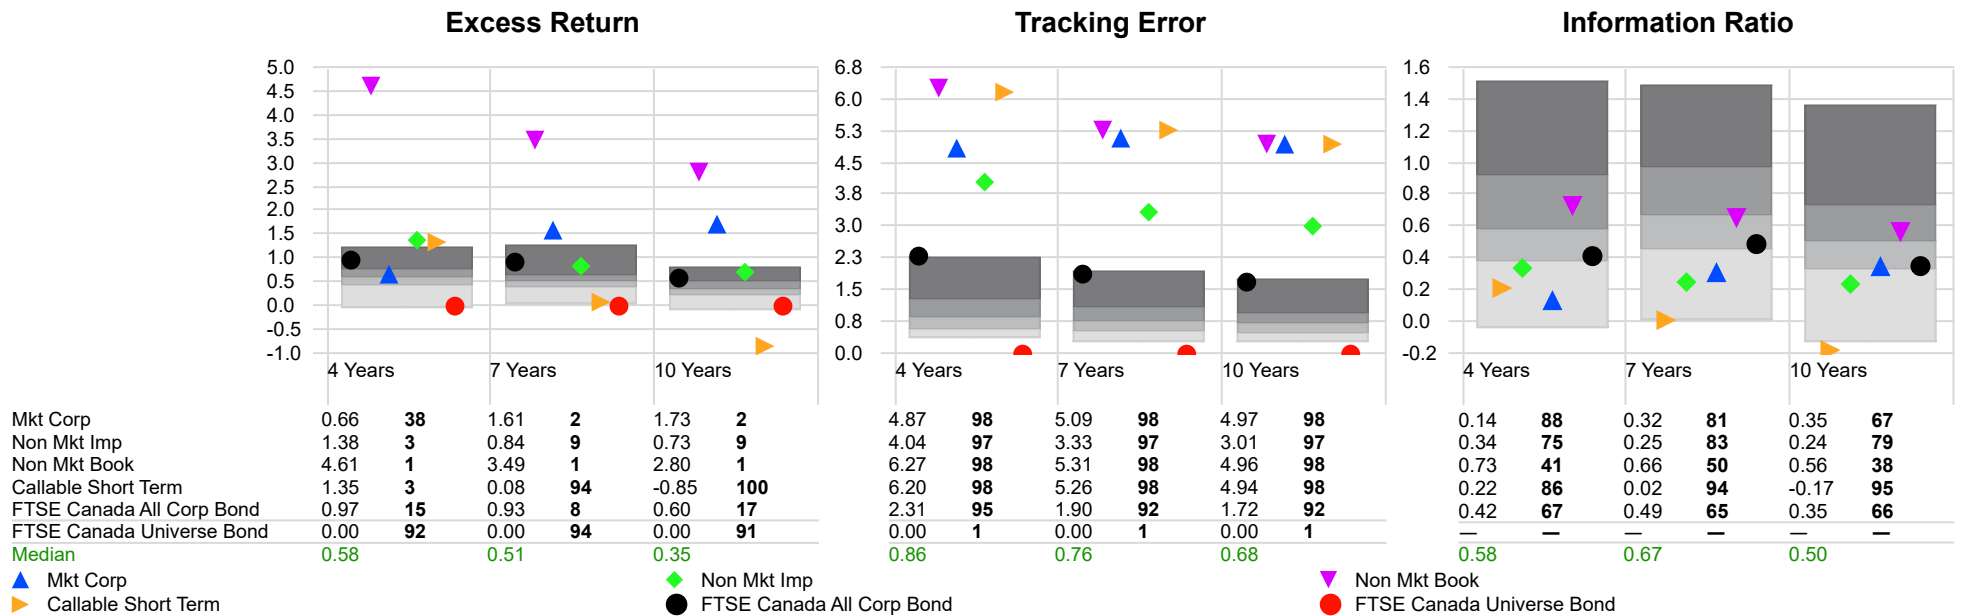 Excess Return
Tracking Error
Information Ratio
5.0
4.5
4.0
3.5
3.0
2.5
2.0
1.5
1.0
0.5
0.0
-0.5
-1.0
4 Years 7 Years 10 Years
6.8
6.0
5.3
4.5
3.8
3.0
2.3
1.5
0.8
0.0
4 Years 7 Years 10 Years
1.6
1.4
1.2
1.0
0.8
0.6
0.4
0.2
0.0
-0.2
4 Years 7 Years 10 Years
Mkt Corp 0.66 38 1.61 2 1.73 2 4.87 98 5.09 98 4.97 98 0.14 88 0.32 81 0.35 67
Non Mkt Imp 1.38 3 0.84 9 0.73 9 4.04 97 3.33 97 3.01 97 0.34 75 0.25 83 0.24 79
Non Mkt Book 4.61 1 3.49 1 2.80 1 6.27 98 5.31 98 4.96 98 0.73 41 0.66 50 0.56 38
Callable Short Term 1.35 3 0.08 94 -0.85 100 6.20 98 5.26 98 4.94 98 0.22 86 0.02 94 -0.17 95
FTSE Canada All Corp Bond 0.97 15 0.93 8 0.60 17 2.31 95 1.90 92 1.72 92 0.42 67 0.49 65 0.35 66
FTSE Canada Universe Bond 0.00 92 0.00 94 0.00 91 0.00 1 0.00 1 0.00 1 — — — — — —
Median 0.58 0.51 0.35 0.86 0.76 0.68 0.58 0.67 0.50
Mkt Corp Non Mkt Imp Non Mkt Book
Callable Short Term FTSE Canada All Corp Bond FTSE Canada Universe Bond